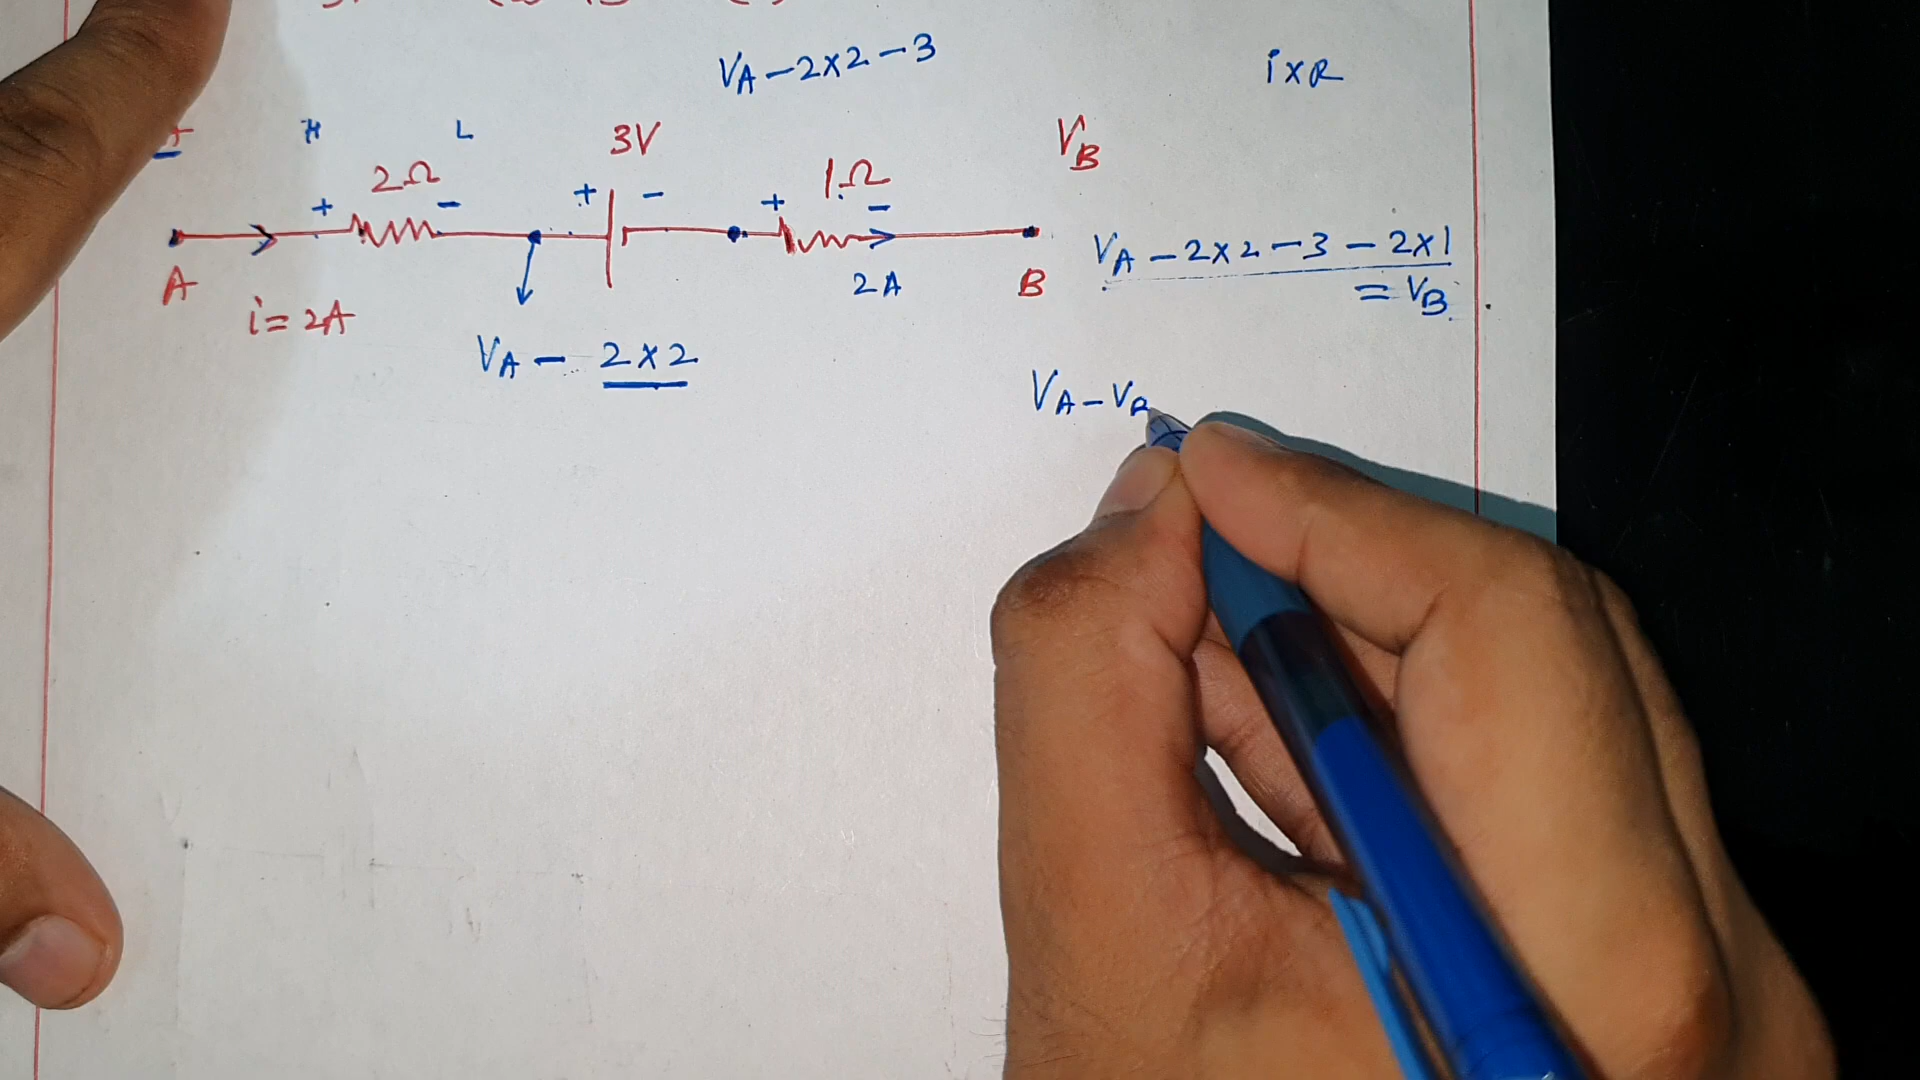 VA - 2×2 - 3
i×R
H L 3V VB
2Ω 1Ω
+ - + - + -
A i = 2A 2A B
VA - 2×2 - 3 - 2×1
= VB
VA - 2×2
VA - VB